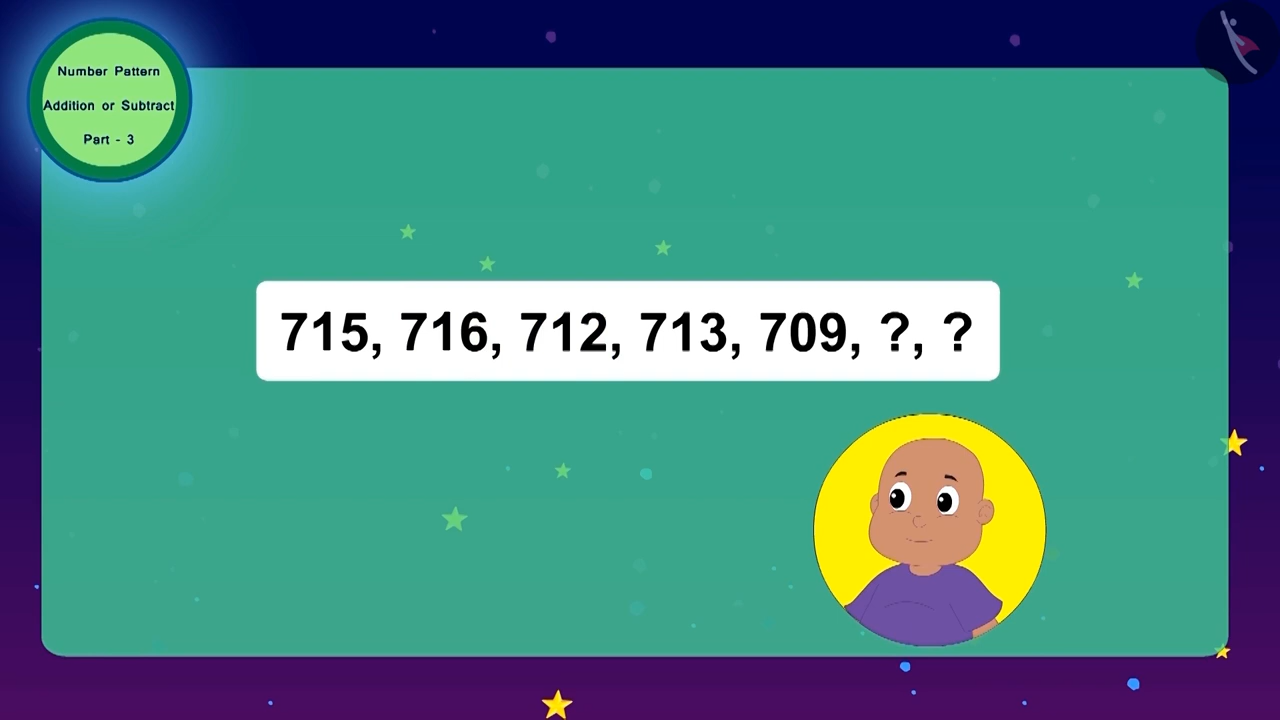 Number Pattern
Addition or Subtract
Part - 3
715, 716, 712, 713, 709, ?, ?